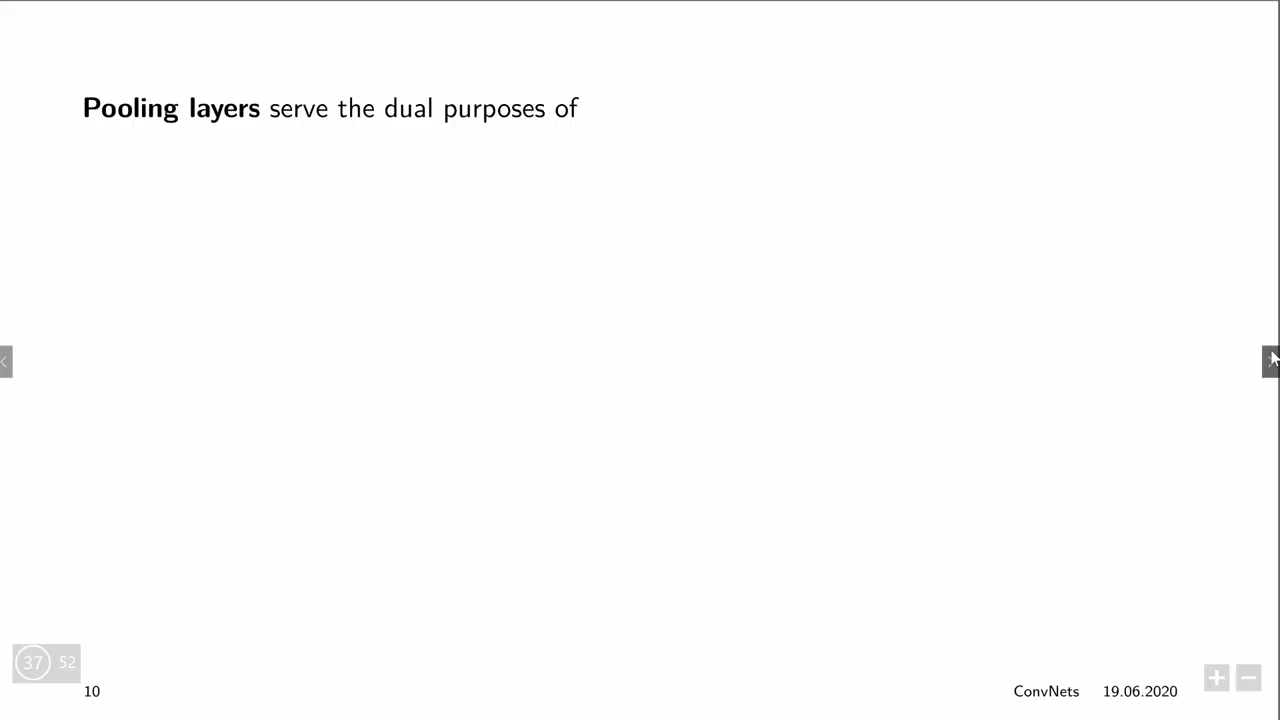 Pooling layers serve the dual purposes of
37 52
10
ConvNets 19.06.2020